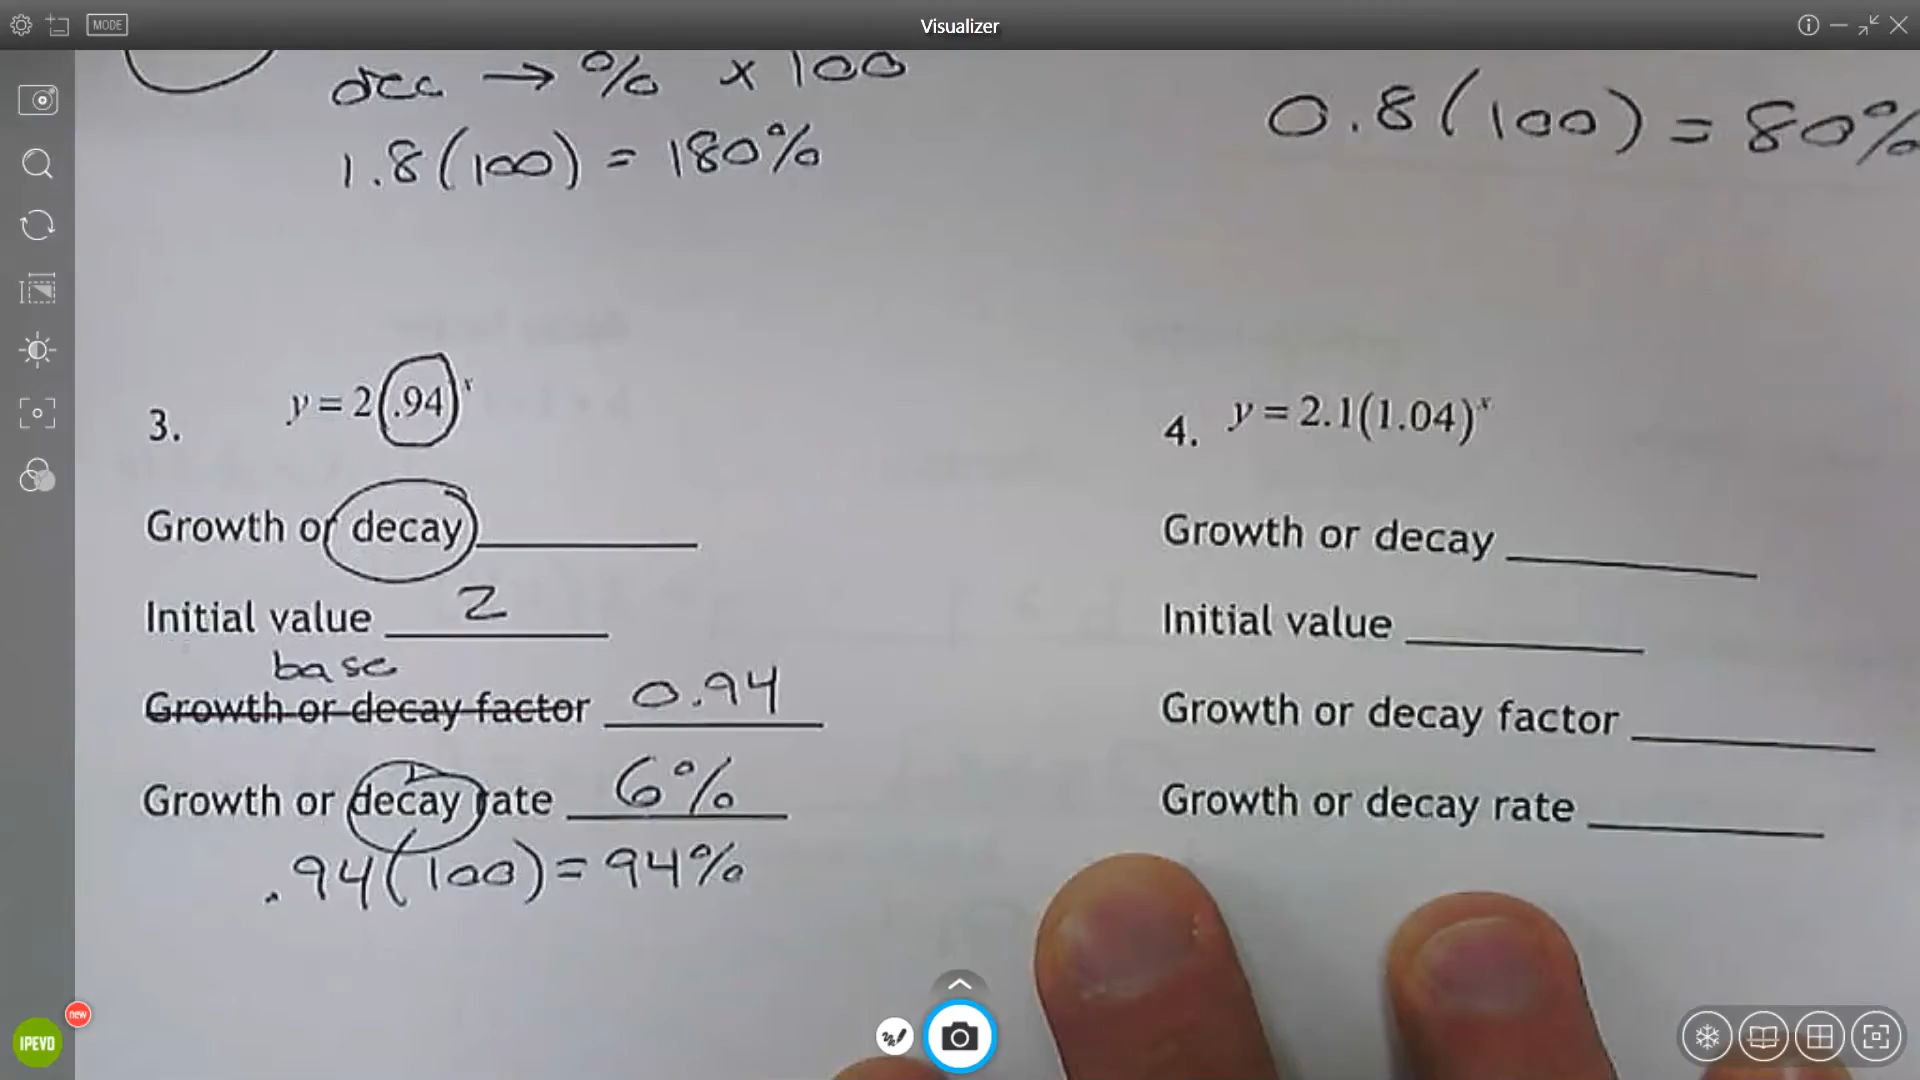 Visualizer
MODE
dec → % x 100
1.8(100) = 180%
0.8(100) = 80%
3. y = 2(.94)^x
Growth or decay
Initial value 2
base
Growth or decay factor 0.94
Growth or decay rate 6%
.94(100) = 94%
4. y = 2.1(1.04)^x
Growth or decay
Initial value
Growth or decay factor
Growth or decay rate
new
IPEVO